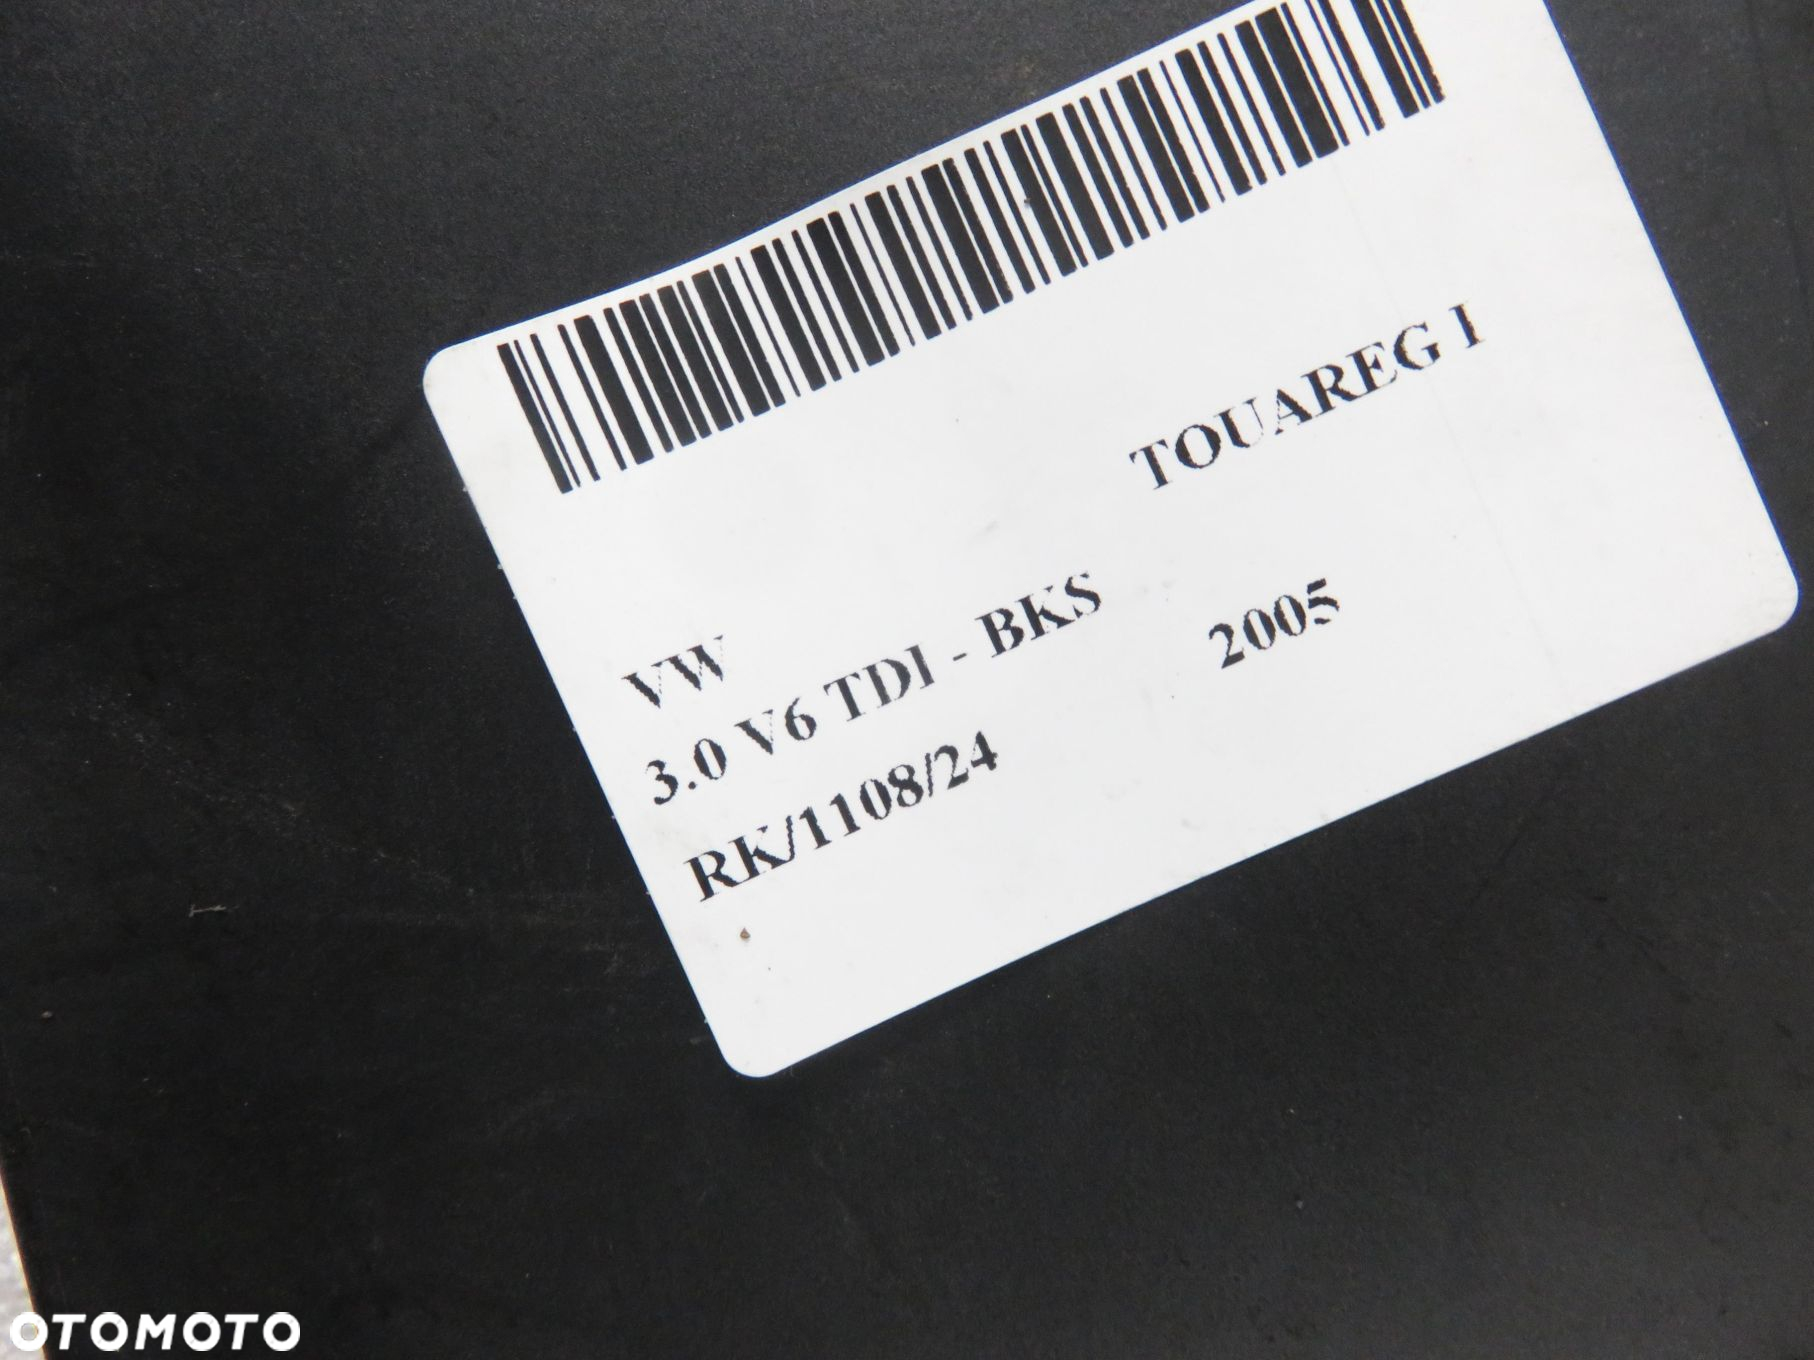 TOUAREG I
VW
3.0 V6 TDI - BKS
2005
RK/1108/24
OTOMOTO